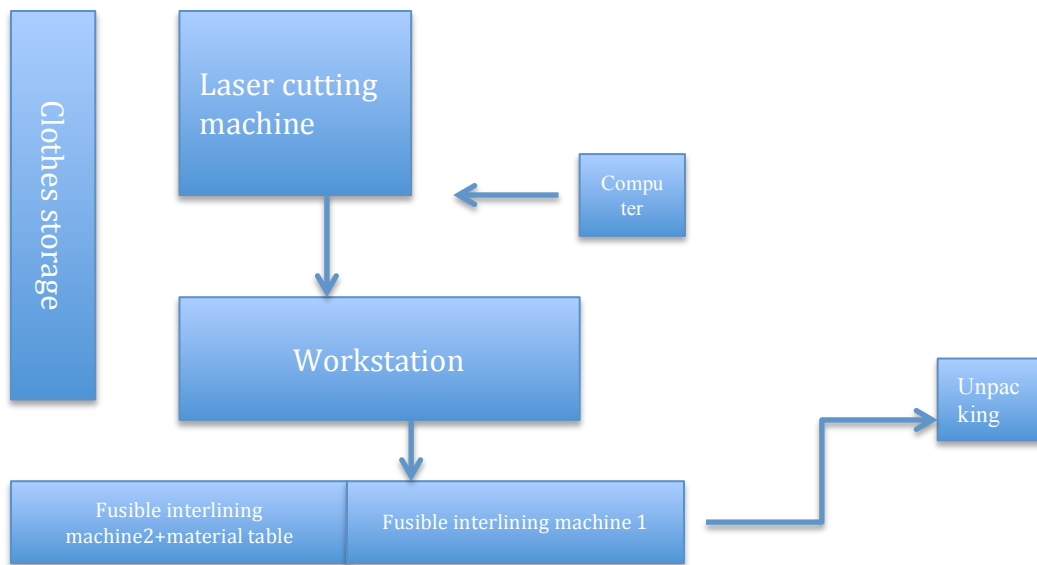 Clothes storage
Laser cutting
machine
Compu
ter
Workstation
Unpac
king
Fusible interlining
machine2+material table
Fusible interlining machine 1